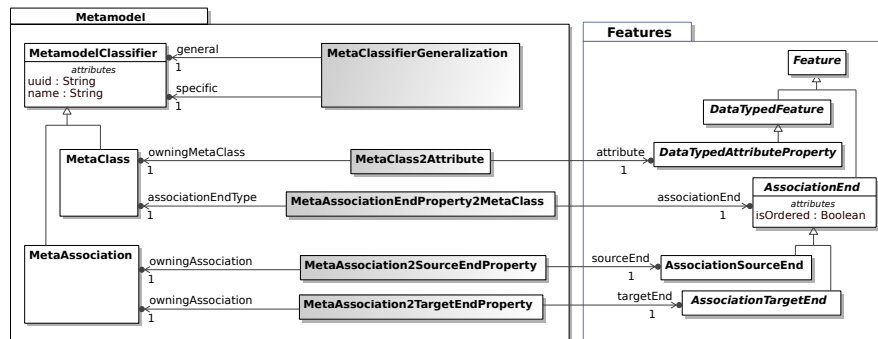 Metamodel
MetamodelClassifier
attributes
uuid : String
name : String
general
1
specific
1
MetaClassifierGeneralization
MetaClass
owningMetaClass
1
MetaClass2Attribute
associationEndType
1
MetaAssociationEndProperty2MetaClass
MetaAssociation
owningAssociation
1
MetaAssociation2SourceEndProperty
owningAssociation
1
MetaAssociation2TargetEndProperty
Features
Feature
DataTypedFeature
attribute
1
DataTypedAttributeProperty
associationEnd
1
AssociationEnd
attributes
isOrdered : Boolean
sourceEnd
1
AssociationSourceEnd
targetEnd
1
AssociationTargetEnd